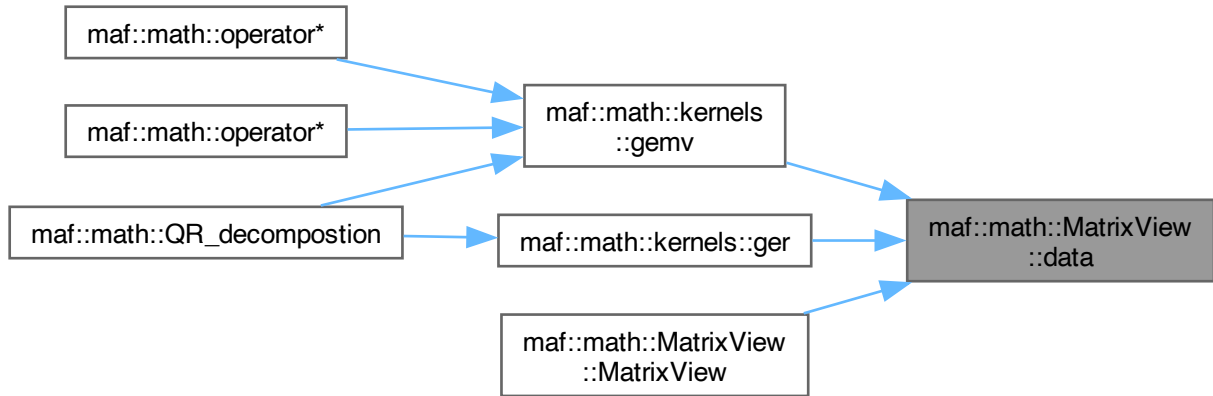 maf::math::operator*
maf::math::operator*
maf::math::QR_decompostion
maf::math::kernels
::gemv
maf::math::kernels::ger
maf::math::MatrixView
::MatrixView
maf::math::MatrixView
::data